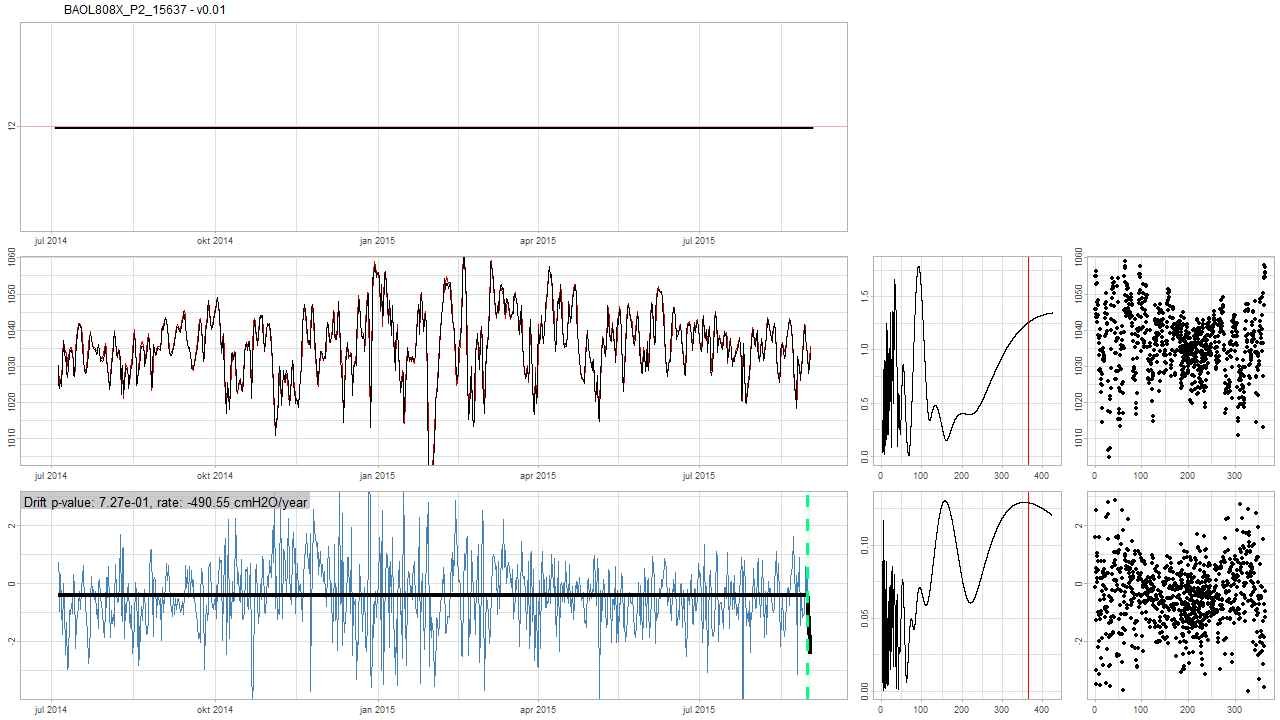 BAOL808X_P2_15637 - v0.01
12
jul 2014 okt 2014 jan 2015 apr 2015 jul 2015
1060
1050
1040
1030
1020
1010
jul 2014 okt 2014 jan 2015 apr 2015 jul 2015
1.5
1.0
0.5
0.0
0 100 200 300 400
1060
1050
1040
1030
1020
1010
0 100 200 300
Drift p-value: 7.27e-01, rate: -490.55 cmH2O/year
2
0
-2
jul 2014 okt 2014 jan 2015 apr 2015 jul 2015
0.10
0.05
0.00
0 100 200 300 400
2
0
-2
0 100 200 300